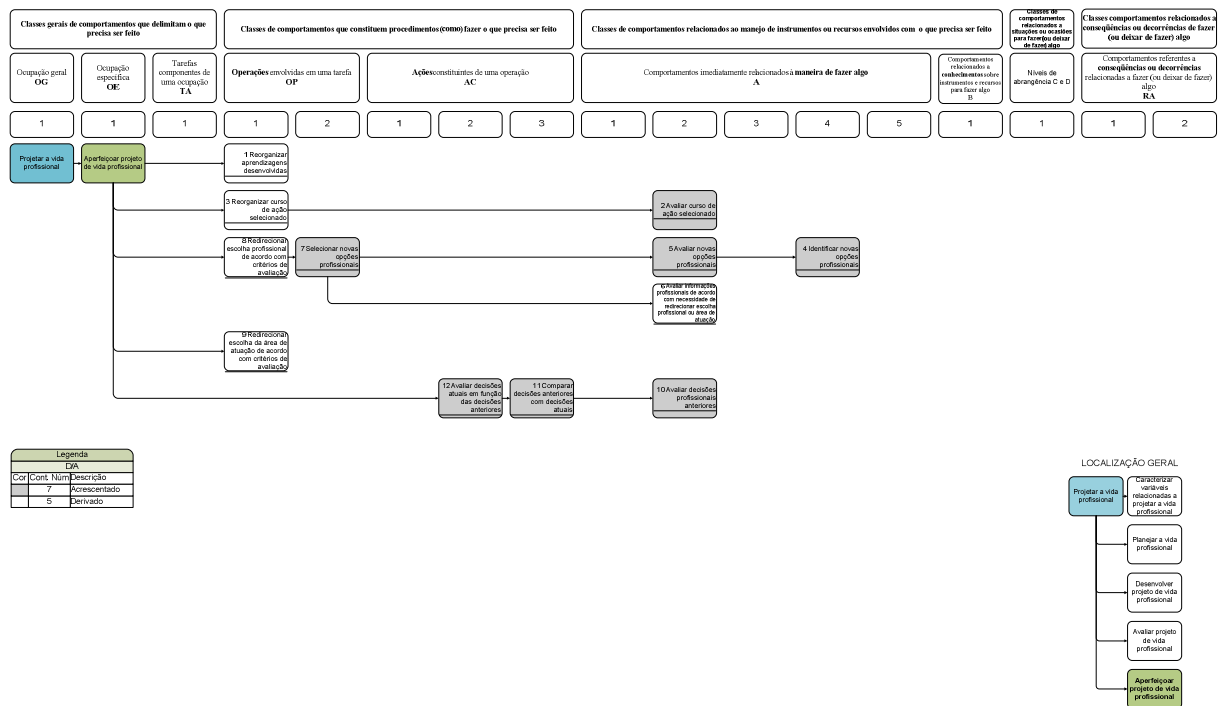 Classes gerais de comportamentos que delimitam o que
precisa ser feito
Classes de comportamentos que constituem procedimentos (como) fazer o que precisa ser feito
Classes de comportamentos relacionados ao manejo de instrumentos ou recursos envolvidos com o que precisa ser feito
Classes de
comportamentos
relacionados a
situações ou ocasiões
para fazer(ou deixar
de fazer) algo
Classes comportamentos relacionados a
conseqüências ou decorrências de fazer
(ou deixar de fazer) algo
Ocupação geral
OG
Ocupação
específica
OE
Tarefas
componentes de
uma ocupação
TA
Operações envolvidas em uma tarefa
OP
Ações constituintes de uma operação
AC
Comportamentos imediatamente relacionados à maneira de fazer algo
A
Comportamentos
relacionados a
conhecimentos sobre
instrumentos e recursos
para fazer algo
B
Níveis de
abrangência C e D
Comportamentos referentes a
conseqüências ou decorrências
relacionadas a fazer (ou deixar de fazer)
algo
RA
1
1
1
1
2
1
2
3
1
2
3
4
5
1
1
1
2
Projetar a vida
profissional
Aperfeiçoar projeto
de vida profissional
1 Reorganizar
aprendizagens
desenvolvidas
3 Reorganizar curso
de ação
selecionado
2 Avaliar curso de
ação selecionado
8 Redirecionar
escolha profissional
de acordo com
critérios de
avaliação
7 Selecionar novas
opções
profissionais
5 Avaliar novas
opções
profissionais
4 Identificar novas
opções
profissionais
6 Avaliar informações
profissionais de acordo
com necessidade de
redirecionar escolha
profissional ou área de
atuação
9 Redirecionar
escolha da área de
atuação de acordo
com critérios de
avaliação
12 Avaliar decisões
atuais em função
das decisões
anteriores
11 Comparar
decisões anteriores
com decisões
atuais
10 Avaliar decisões
profissionais
anteriores
Legenda
D/A
Cor Cont. Núm Descrição
7 Acrescentado
5 Derivado
LOCALIZAÇÃO GERAL
Projetar a vida
profissional
Caracterizar
variáveis
relacionadas a
projetar a vida
profissional
Planejar a vida
profissional
Desenvolver
projeto de vida
profissional
Avaliar projeto
de vida
profissional
Aperfeiçoar
projeto de vida
profissional